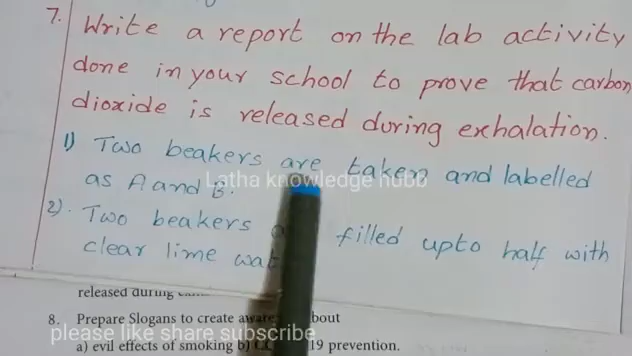 7. Write a report on the lab activity
done in your school to prove that carbon
dioxide is released during exhalation.
1) Two beakers are taken and labelled
as A and B.
Latha knowledge hubb
2). Two beakers filled upto half with
clear lime wat
released during
8. Prepare Slogans to create aware bout
please like share subscribe
a) evil effects of smoking b) 19 prevention.